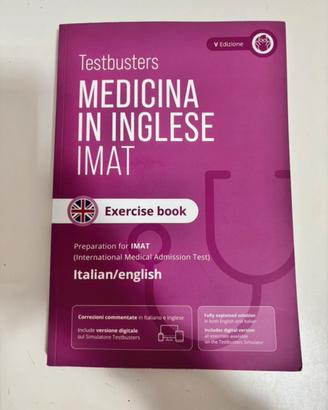 V Edizione
Testbusters
MEDICINA
IN INGLESE
IMAT
Exercise book
Preparation for IMAT
(International Medical Admission Test)
Italian/english
Correzioni commentate in italiano e inglese
Include versione digitale
sul Simulatore Testbusters
Fully explained solution
in both English and Italian
Includes digital version:
all exercises available
on the Testbusters Simulator